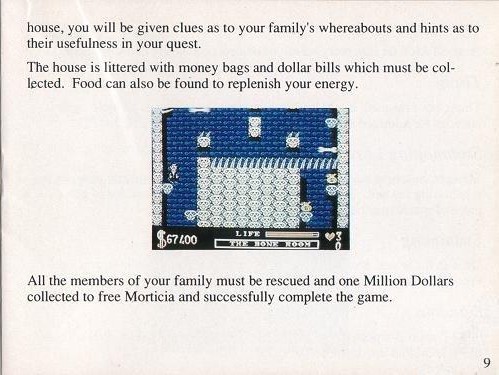 house, you will be given clues as to your family's whereabouts and hints as to
their usefulness in your quest.
The house is littered with money bags and dollar bills which must be col-
lected. Food can also be found to replenish your energy.
$67400
LIFE
THE BONE ROOM
30
All the members of your family must be rescued and one Million Dollars
collected to free Morticia and successfully complete the game.
9